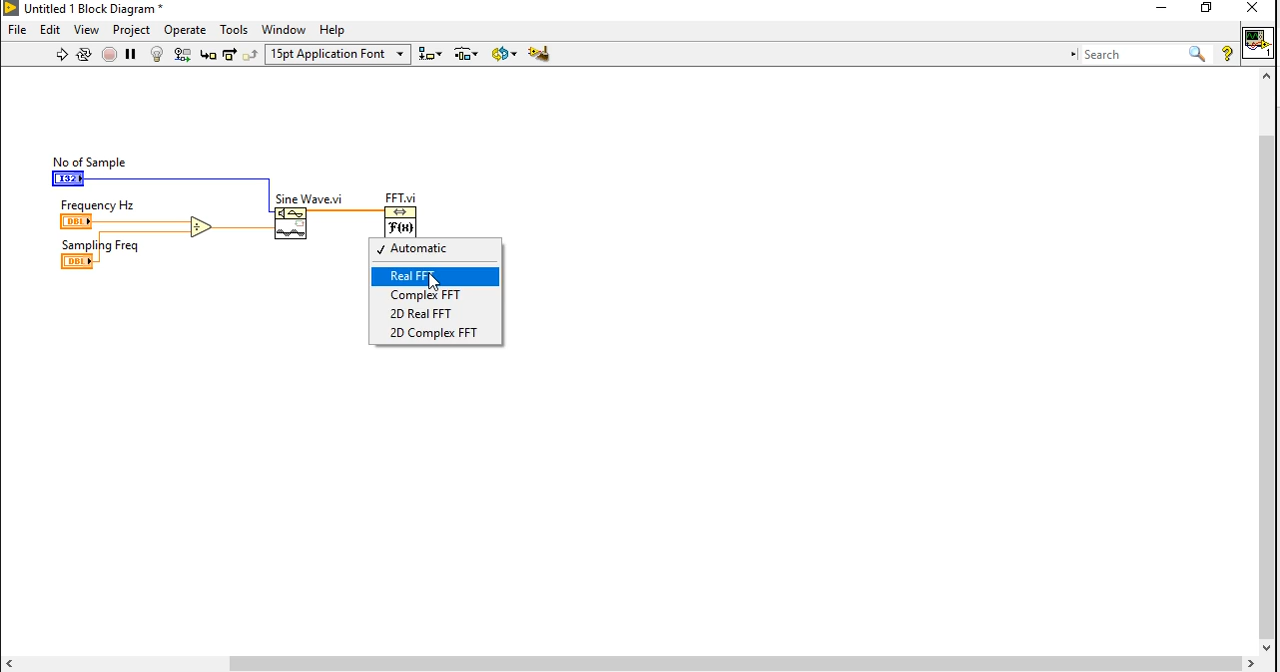 Untitled 1 Block Diagram *
File Edit View Project Operate Tools Window Help
15pt Application Font
Search
?
1
No of Sample
I32
Frequency Hz
DBL
Sampling Freq
DBL
÷
Sine Wave.vi
FFT.vi
F(x)
✓ Automatic
Real FFT
Complex FFT
2D Real FFT
2D Complex FFT